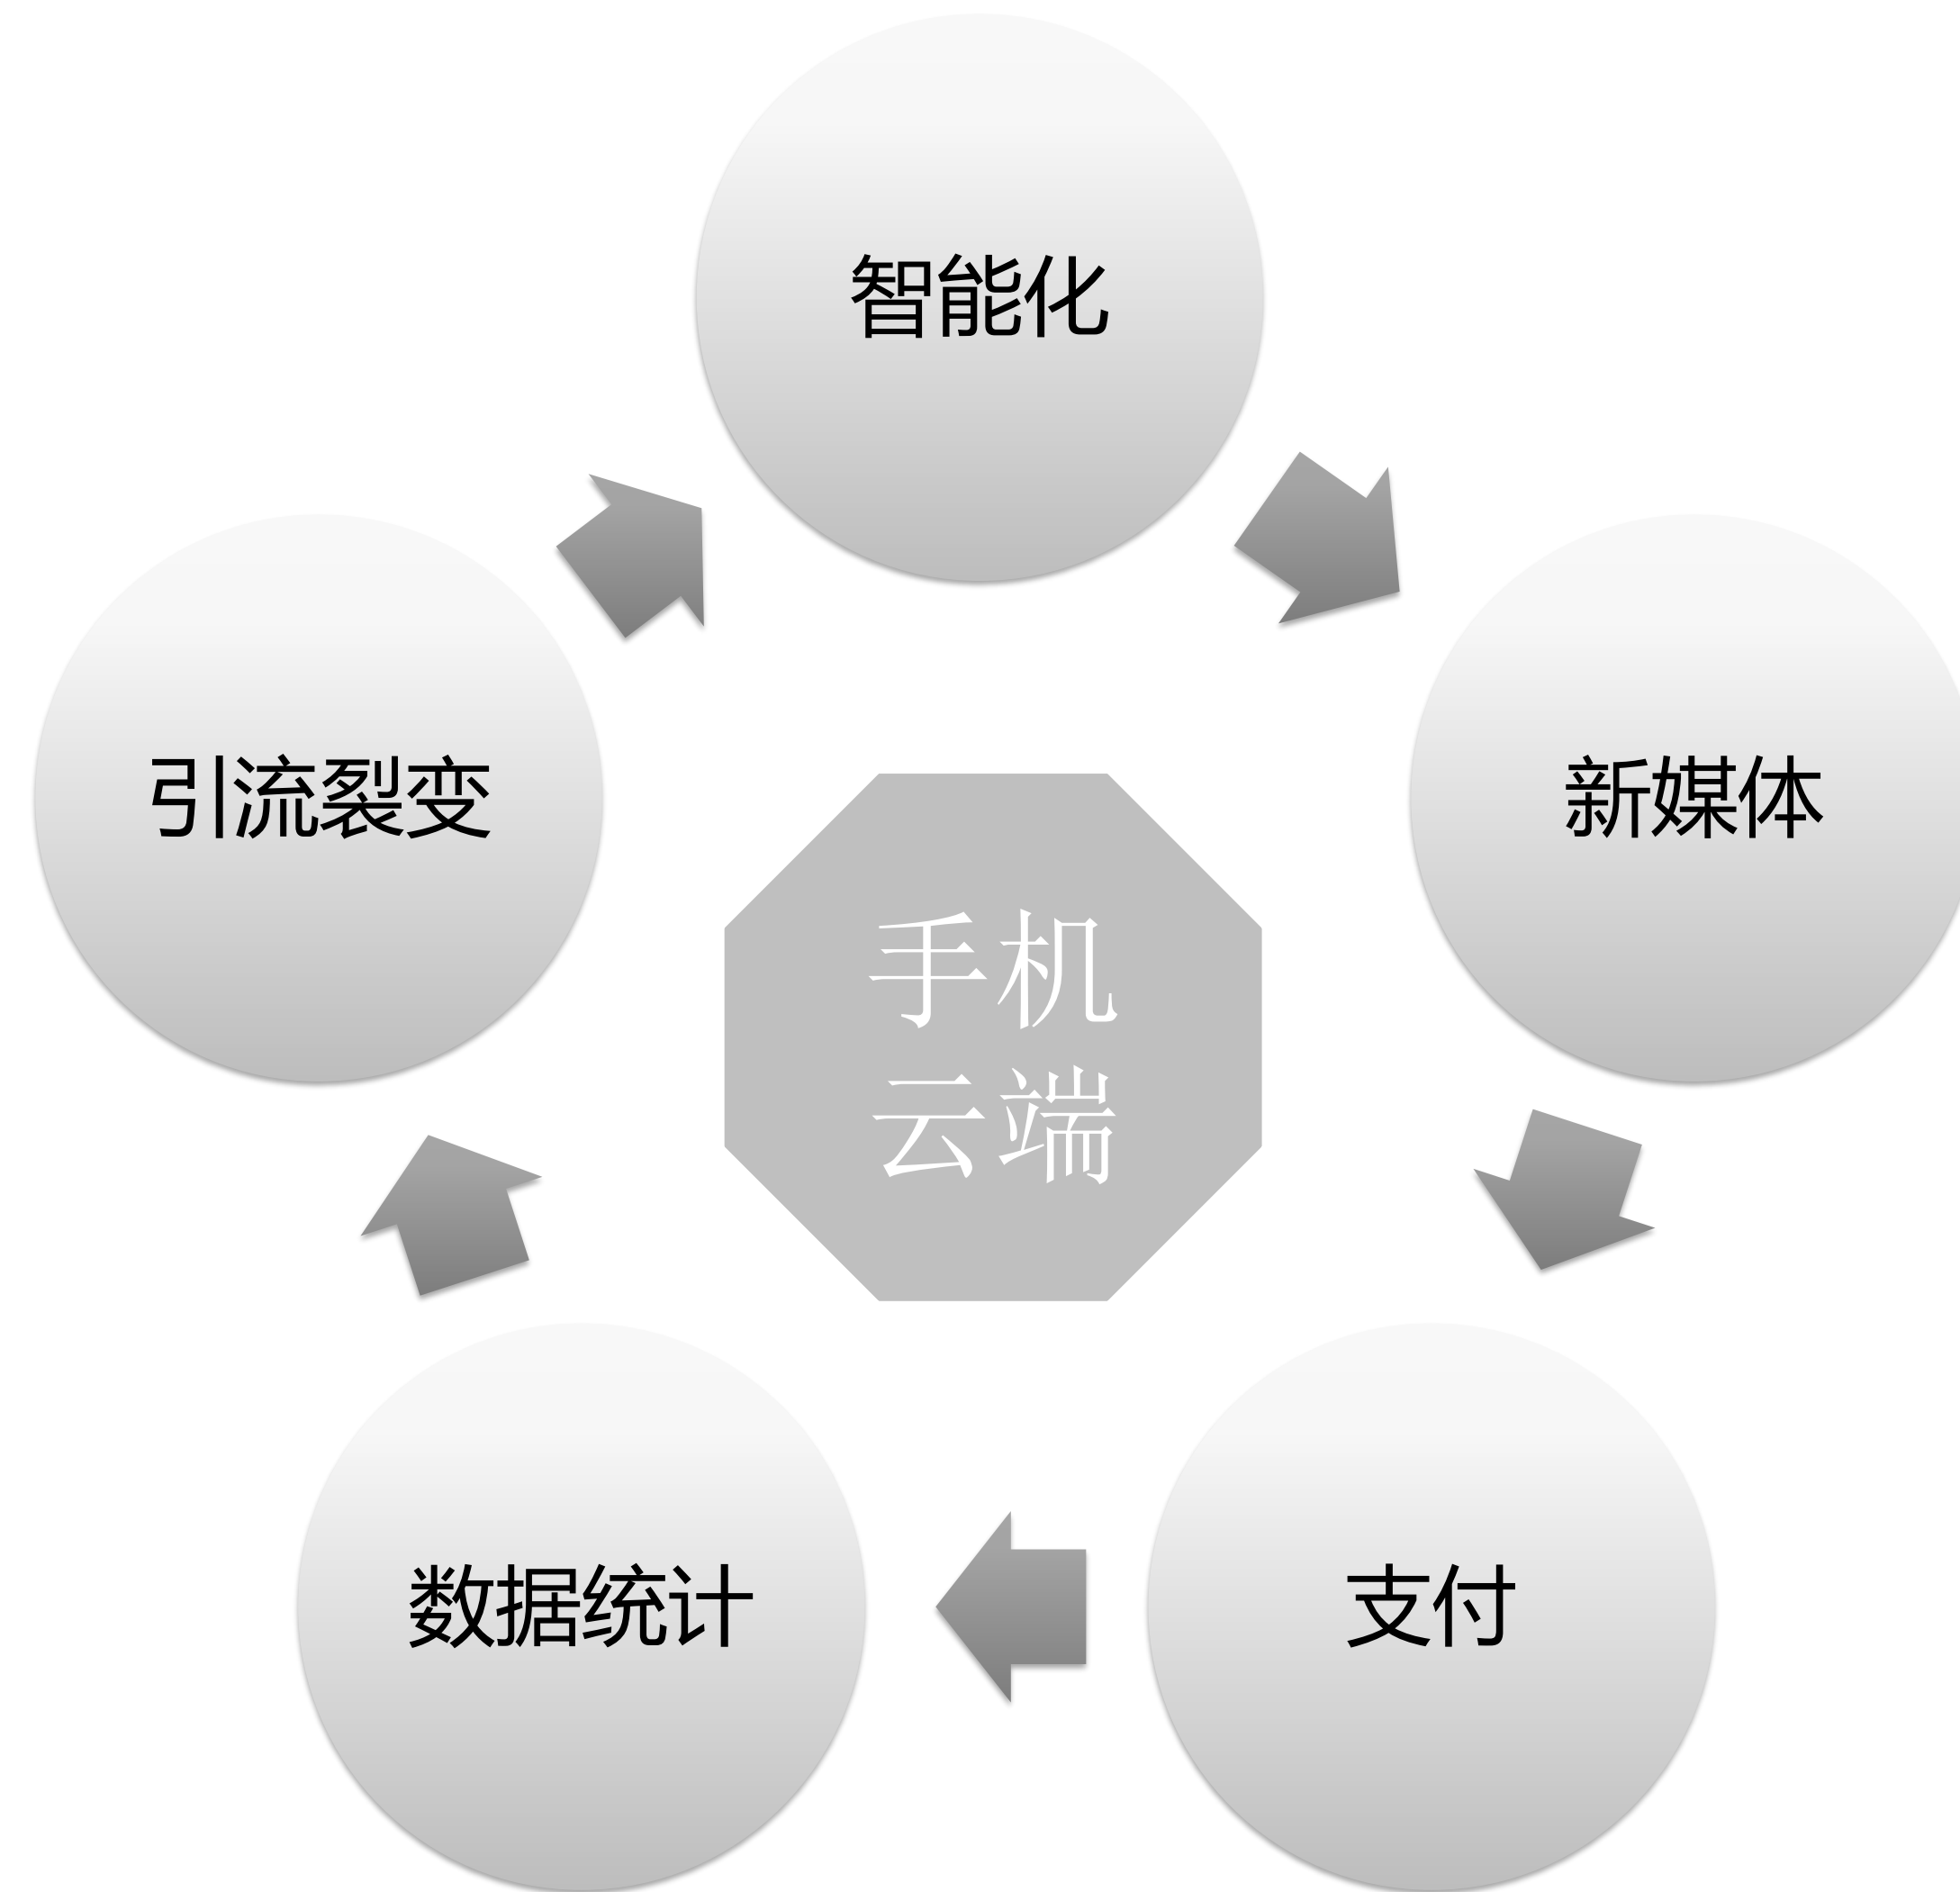 智能化
新媒体
支付
数据统计
引流裂变
手机
云端